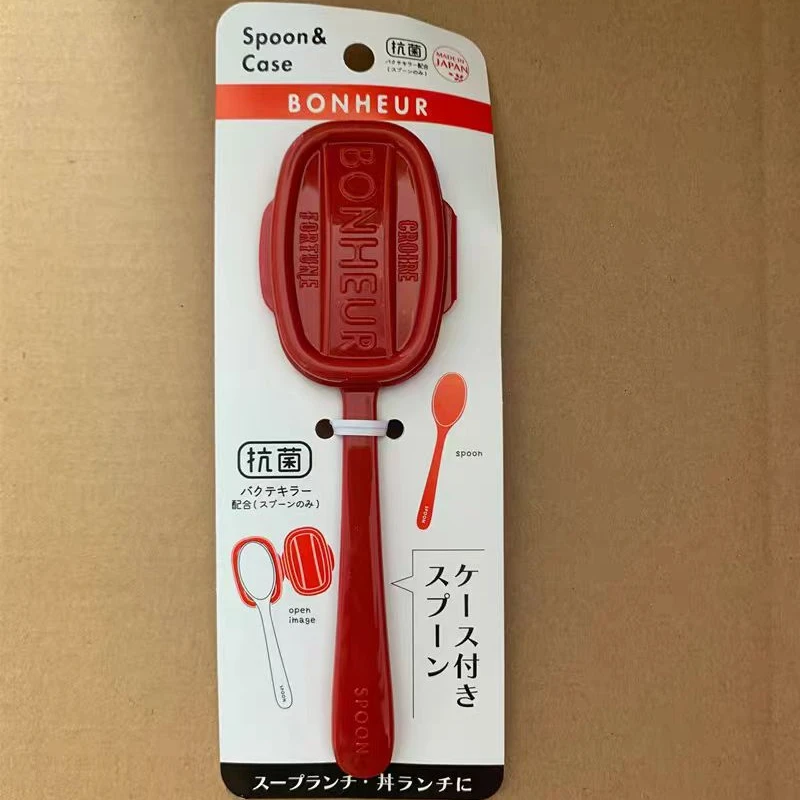 Spoon&
Case
抗菌
バクテキラー配合
(スプーンのみ)
MADE IN
JAPAN
BONHEUR
BONHEUR
CROHRE
FORTUNE
spoon
SPOON
抗菌
バクテキラー
配合(スプーンのみ)
open
image
SPOON
ケース付き
スプーン
SPOON
スープランチ・丼ランチに